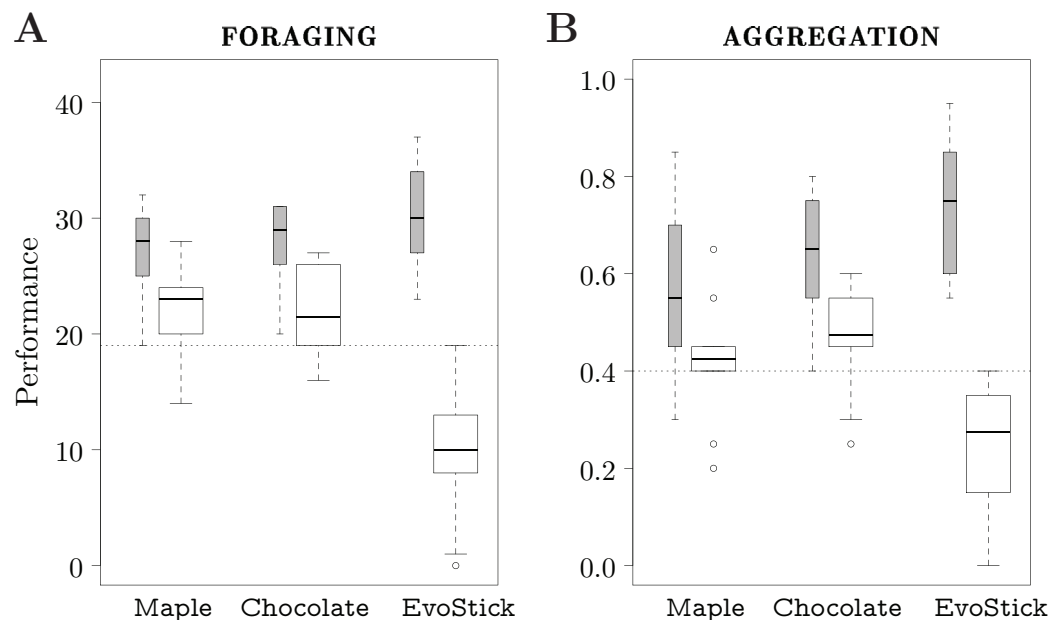 A
FORAGING
Performance
40
30
20
10
0
Maple Chocolate EvoStick
B
AGGREGATION
1.0
0.8
0.6
0.4
0.2
0.0
Maple Chocolate EvoStick